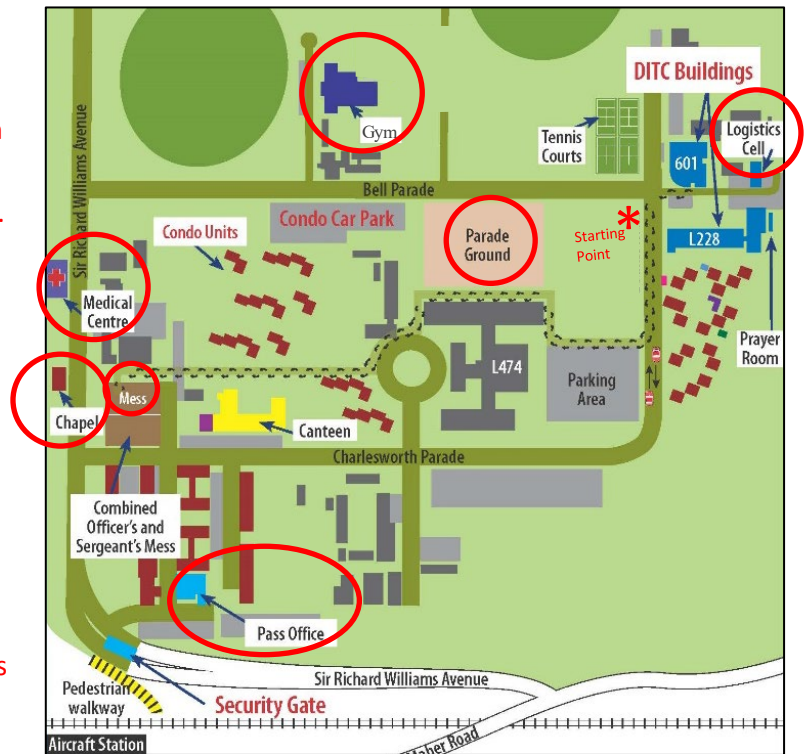 DITC Buildings
Gym
Tennis
Courts
601
Logistics
Cell
Bell Parade
Sir Richard Williams Avenue
Condo Car Park
Condo Units
Parade
Ground
*
Starting
Point
L228
Medical
Centre
Prayer
Room
L474
Parking
Area
Mess
Chapel
Canteen
Charlesworth Parade
Combined
Officer's and
Sergeant's Mess
Pass Office
Sir Richard Williams Avenue
Pedestrian
walkway
Security Gate
Aircraft Station